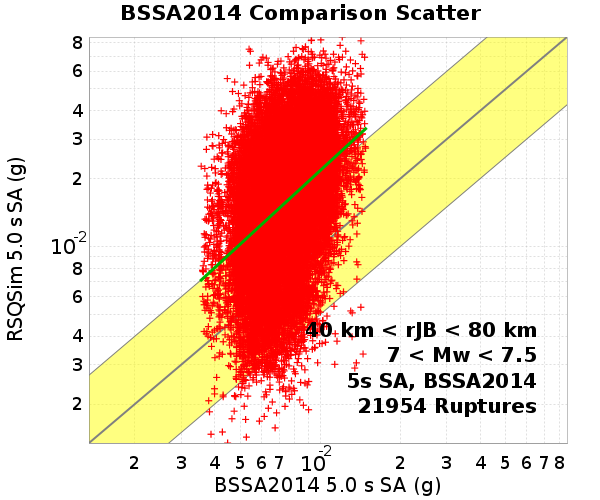 BSSA2014 Comparison Scatter
RSQSim 5.0 s SA (g)
8
6
4
3
2
10-2
8
6
4
3
2
40 km < rJB < 80 km
7 < Mw < 7.5
5s SA, BSSA2014
21954 Ruptures
2 3 4 5 6 7 10-2 2 3 4 5 6 7 8
BSSA2014 5.0 s SA (g)